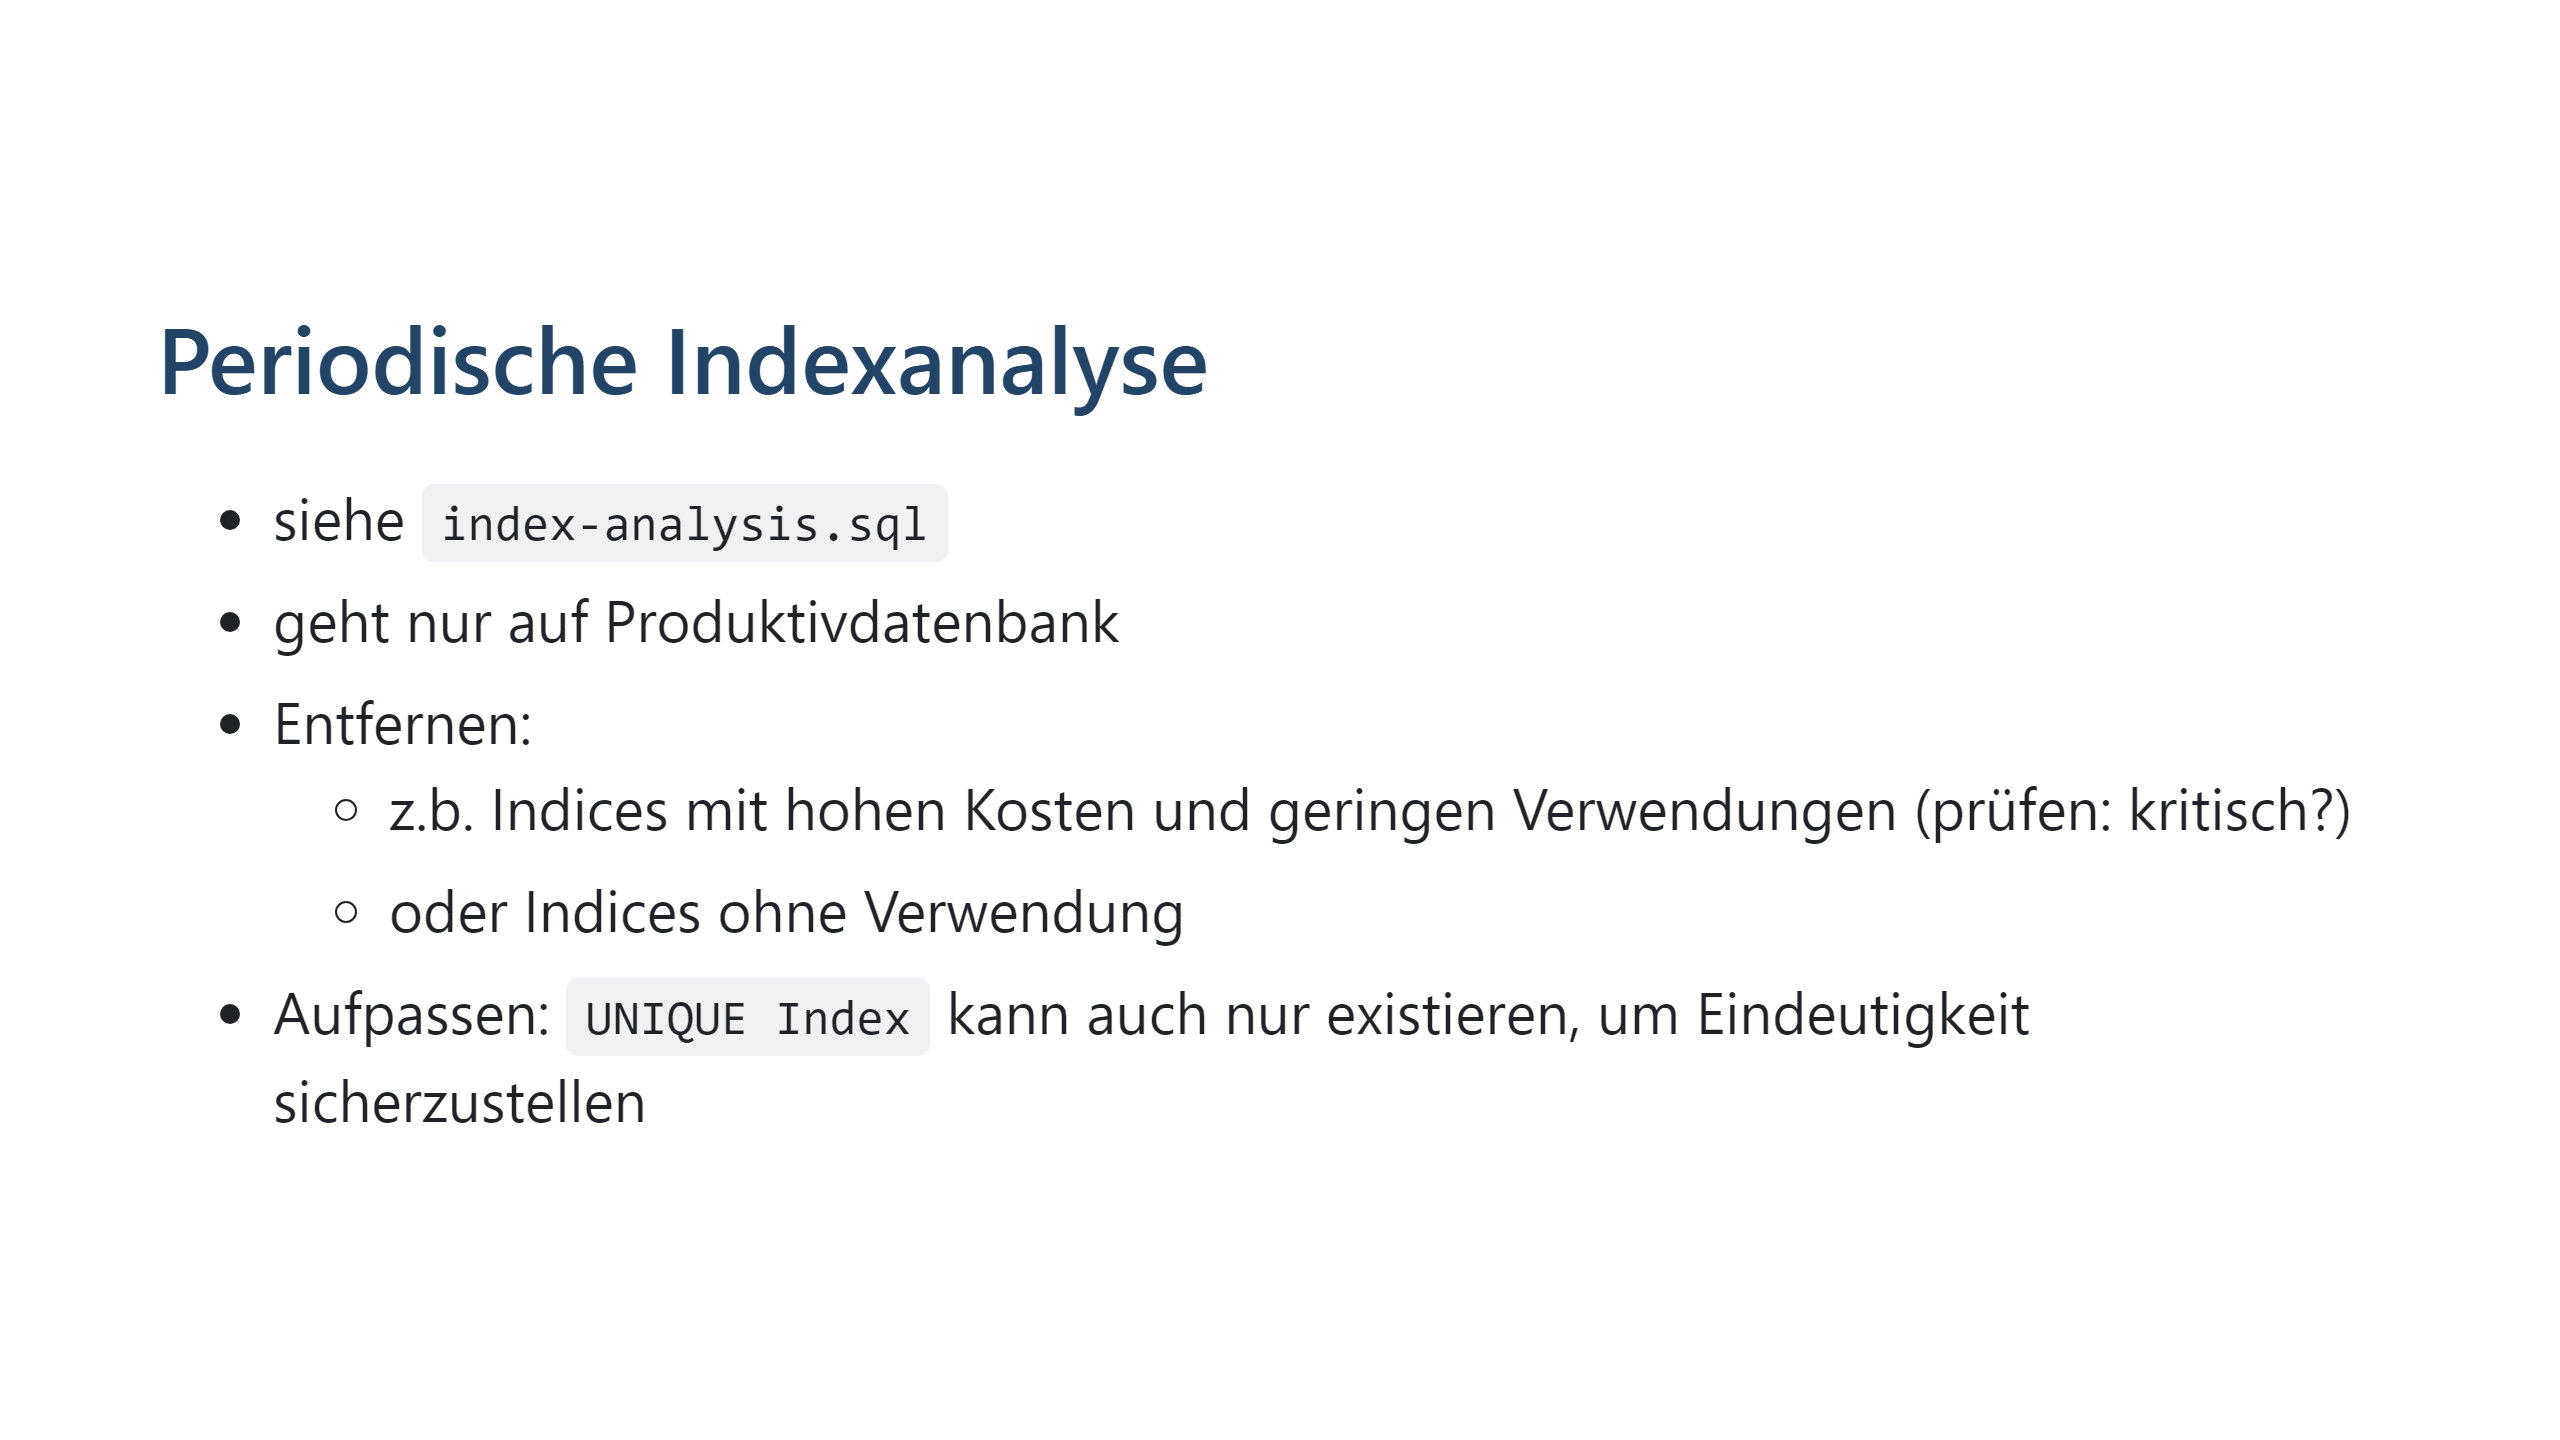 Periodische Indexanalyse
siehe index-analysis.sql
geht nur auf Produktivdatenbank
Entfernen:
z.b. Indices mit hohen Kosten und geringen Verwendungen (prüfen: kritisch?)
oder Indices ohne Verwendung
Aufpassen: UNIQUE Index kann auch nur existieren, um Eindeutigkeit
sicherzustellen